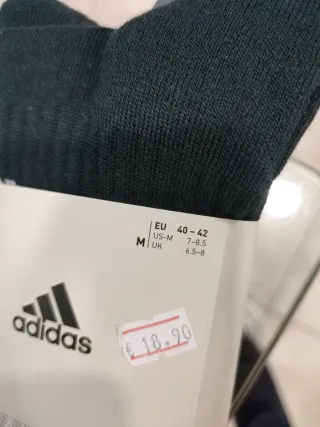 EU 40 – 42
M US-M 7-8.5
UK 6.5-8
adidas
€ 18.90